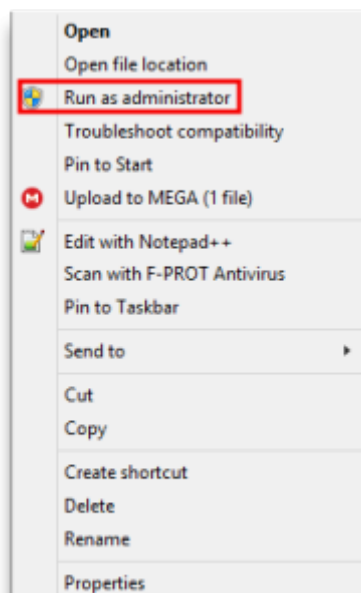 Open
Open file location
Run as administrator
Troubleshoot compatibility
Pin to Start
Upload to MEGA (1 file)
Edit with Notepad++
Scan with F-PROT Antivirus
Pin to Taskbar
Send to
Cut
Copy
Create shortcut
Delete
Rename
Properties